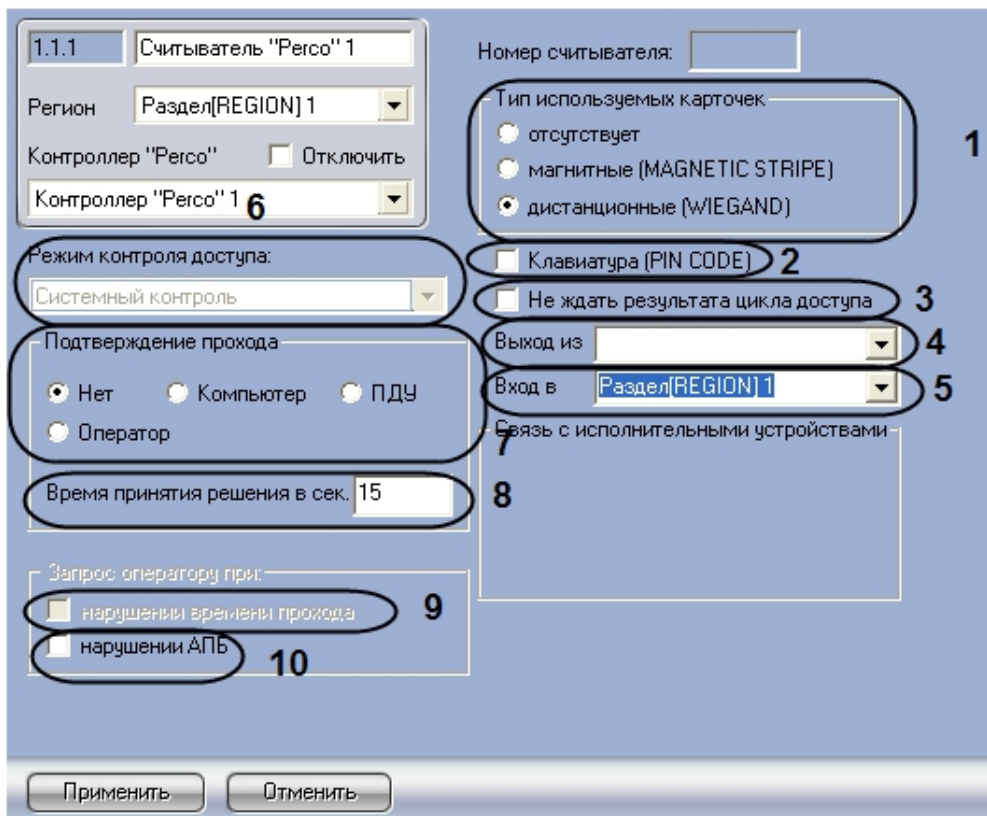 1.1.1 Считыватель "Perco" 1
Регион Раздел[REGION] 1
Контроллер "Perco" Отключить
Контроллер "Perco" 1
6
Режим контроля доступа:
Системный контроль
Подтверждение прохода
Нет Компьютер ПДУ
Оператор
7
Время принятия решения в сек. 15
8
Запрос оператору при:
нарушении времени прохода
9
нарушении АПБ
10
Номер считывателя:
Тип используемых карточек
1
отсутствует
магнитные (MAGNETIC STRIPE)
дистанционные (WIEGAND)
Клавиатура (PIN CODE) 2
Не ждать результата цикла доступа 3
Выход из 4
Вход в Раздел[REGION] 1 5
Связь с исполнительными устройствами
Применить Отменить